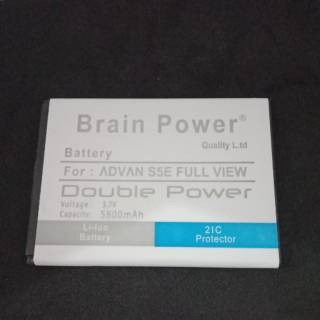 Brain Power®
Quality L.td
Battery
For : ADVAN S5E FULL VIEW
Double Power
Voltage: 3.7V
Capacity: 5800mAh
Li-Ion
Battery
21C
Protector